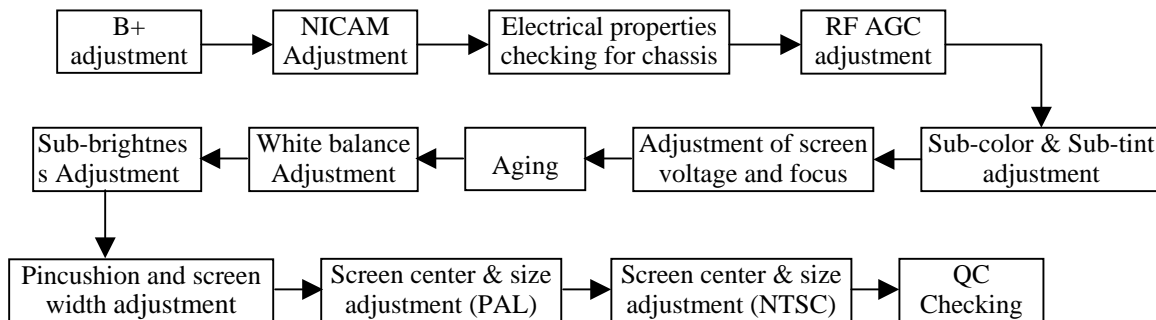 B+
adjustment
NICAM
Adjustment
Electrical properties
checking for chassis
RF AGC
adjustment
Sub-color & Sub-tint
adjustment
Adjustment of screen
voltage and focus
Aging
White balance
Adjustment
Sub-brightnes
s Adjustment
Pincushion and screen
width adjustment
Screen center & size
adjustment (PAL)
Screen center & size
adjustment (NTSC)
QC
Checking